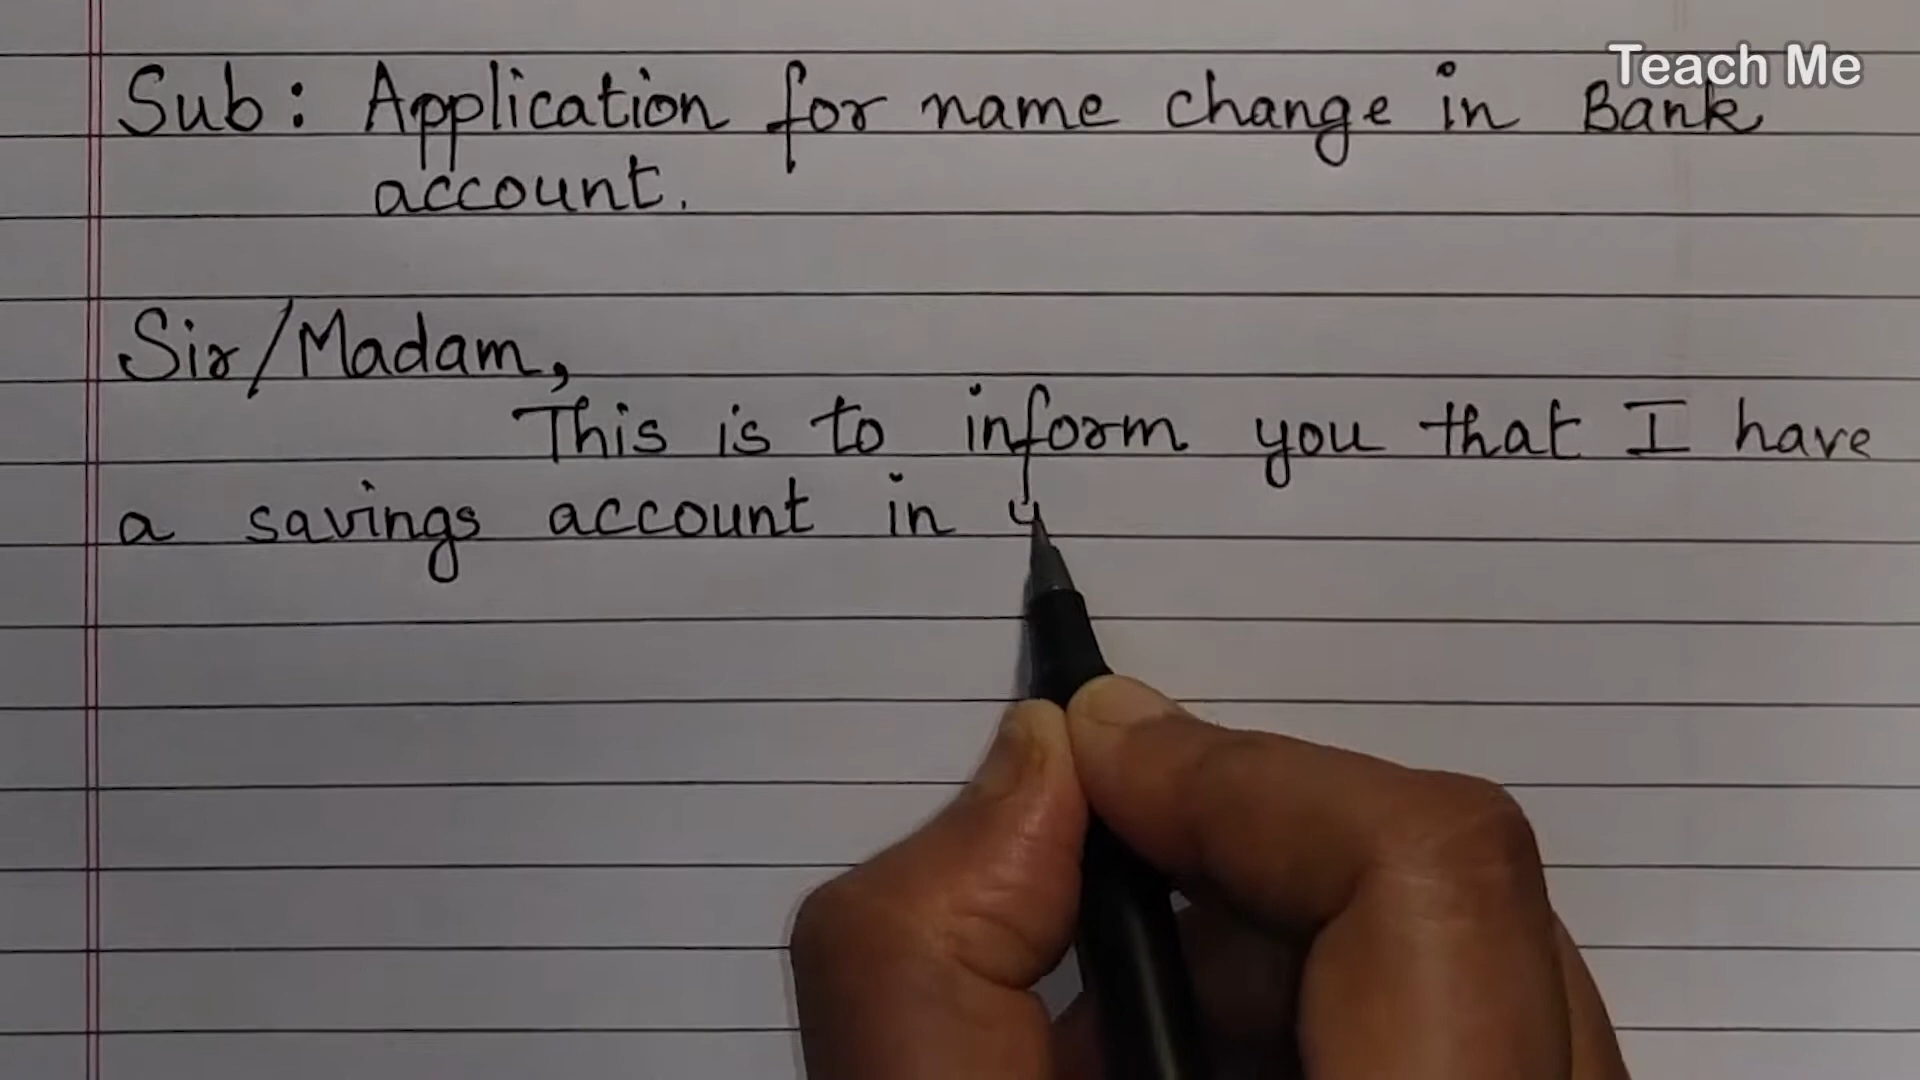 Teach Me
Sub: Application for name change in Bank
account.
Sir/Madam,
This is to inform you that I have
a savings account in y